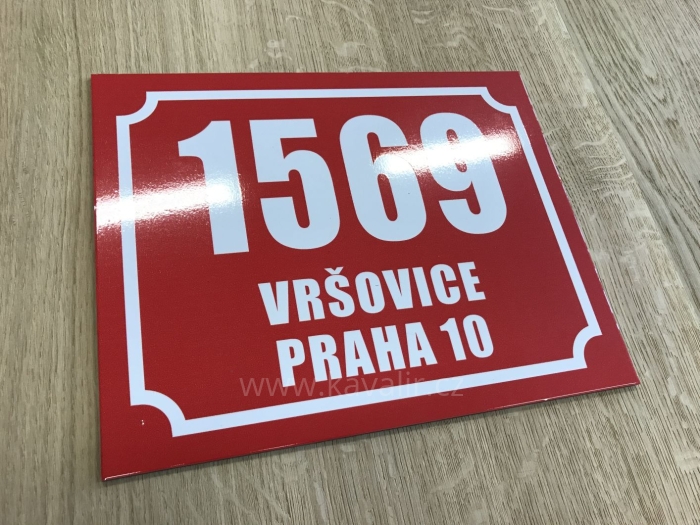 1569
VRŠOVICE
PRAHA 10
www.kavalir.cz